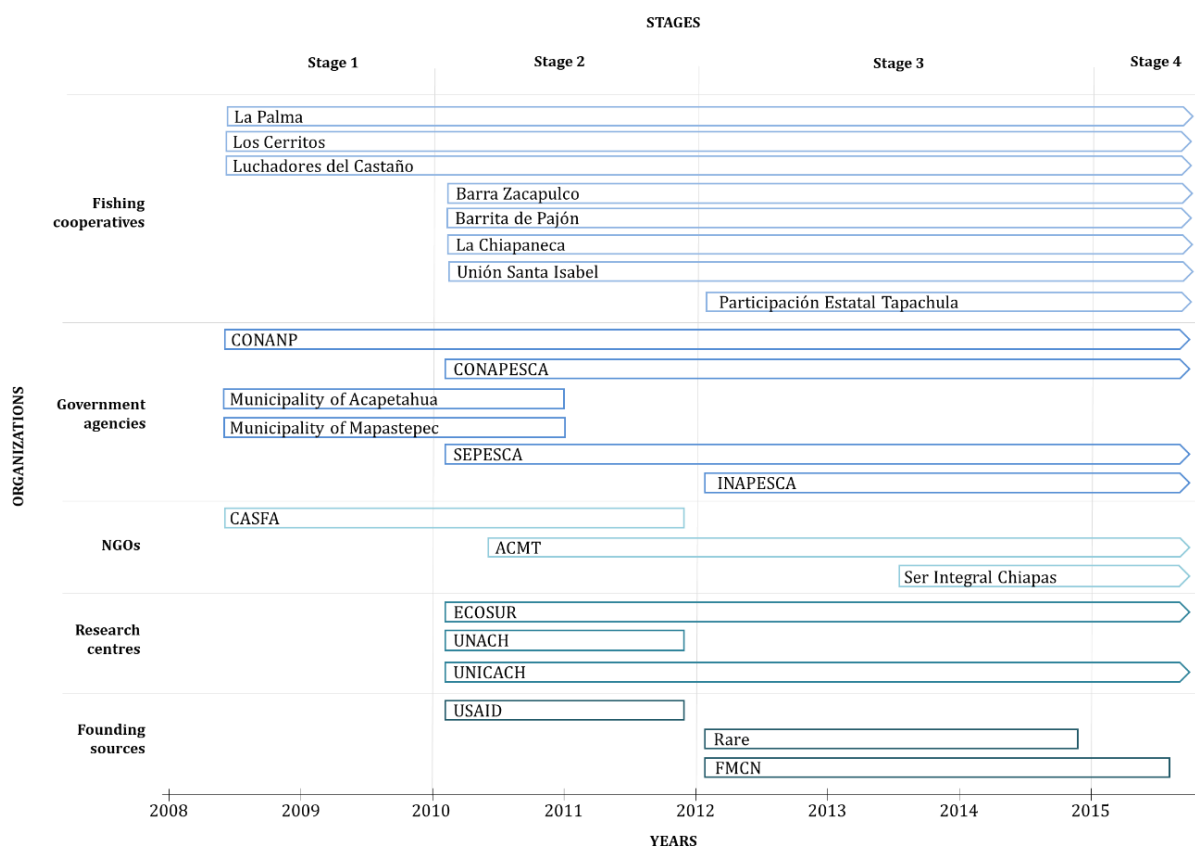 STAGES
Stage 1
Stage 2
Stage 3
Stage 4
ORGANIZATIONS
Fishing
cooperatives
La Palma
Los Cerritos
Luchadores del Castaño
Barra Zacapulco
Barrita de Pajón
La Chiapaneca
Unión Santa Isabel
Participación Estatal Tapachula
Government
agencies
CONANP
CONAPESCA
Municipality of Acapetahua
Municipality of Mapastepec
SEPESCA
INAPESCA
NGOs
CASFA
ACMT
Ser Integral Chiapas
Research
centres
ECOSUR
UNACH
UNICACH
Founding
sources
USAID
Rare
FMCN
2008 2009 2010 2011 2012 2013 2014 2015
YEARS